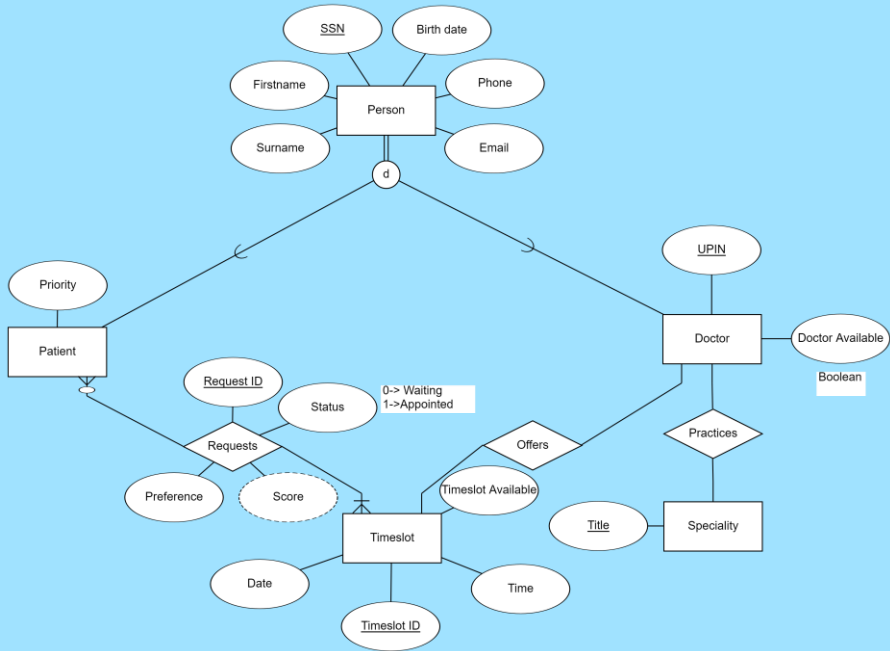 SSN
Birth date
Firstname
Phone
Person
Surname
Email
d
UPIN
Priority
Patient
Doctor
Doctor Available
Boolean
Request ID
Status
0-> Waiting
1->Appointed
Requests
Offers
Practices
Preference
Score
Timeslot Available
Title
Speciality
Timeslot
Date
Time
Timeslot ID